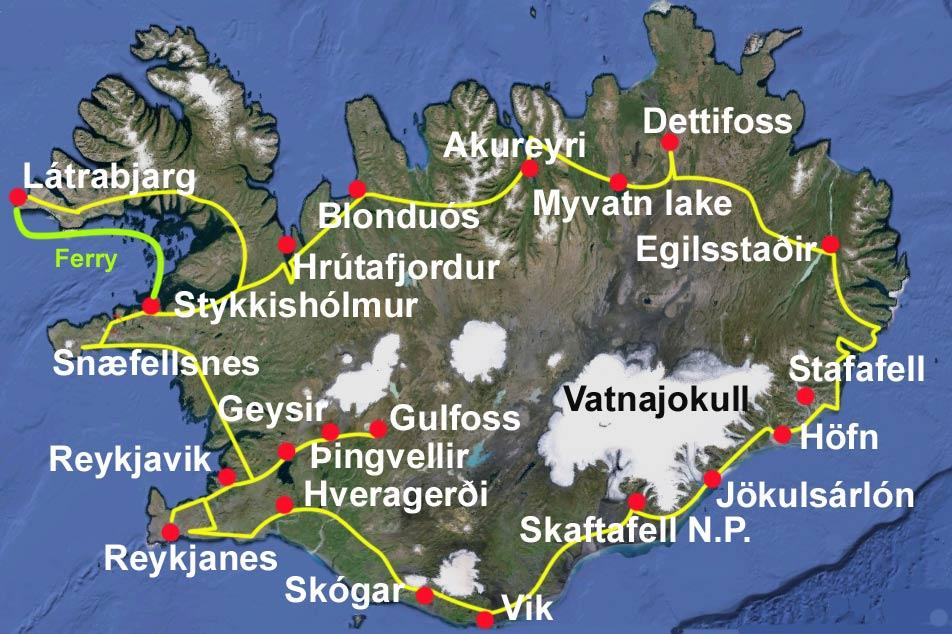 Dettifoss
Akureyri
Látrabjarg
Myvatn lake
Blonduós
Egilsstaðir
Ferry
Hrútafjordur
Stykkishólmur
Snæfellsnes
Stafafell
Vatnajokull
Geysir
Gulfoss
Höfn
Reykjavik
Þingvellir
Hveragerði
Jökulsárlón
Skaftafell N.P.
Reykjanes
Skógar
Vik